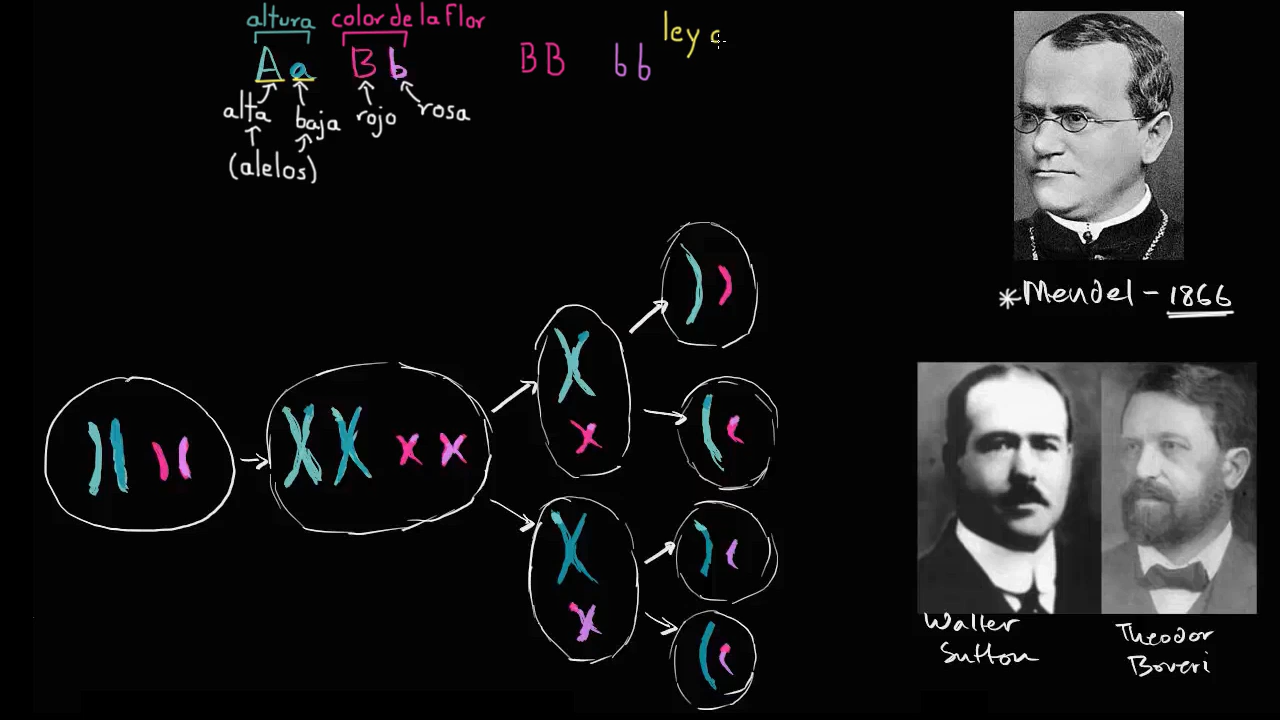 altura color de la Flor
A a B b
alta baja rojo rosa
(alelos)
BB bb
ley
*Mendel - 1866
Walter Sutton
Theodor Boveri